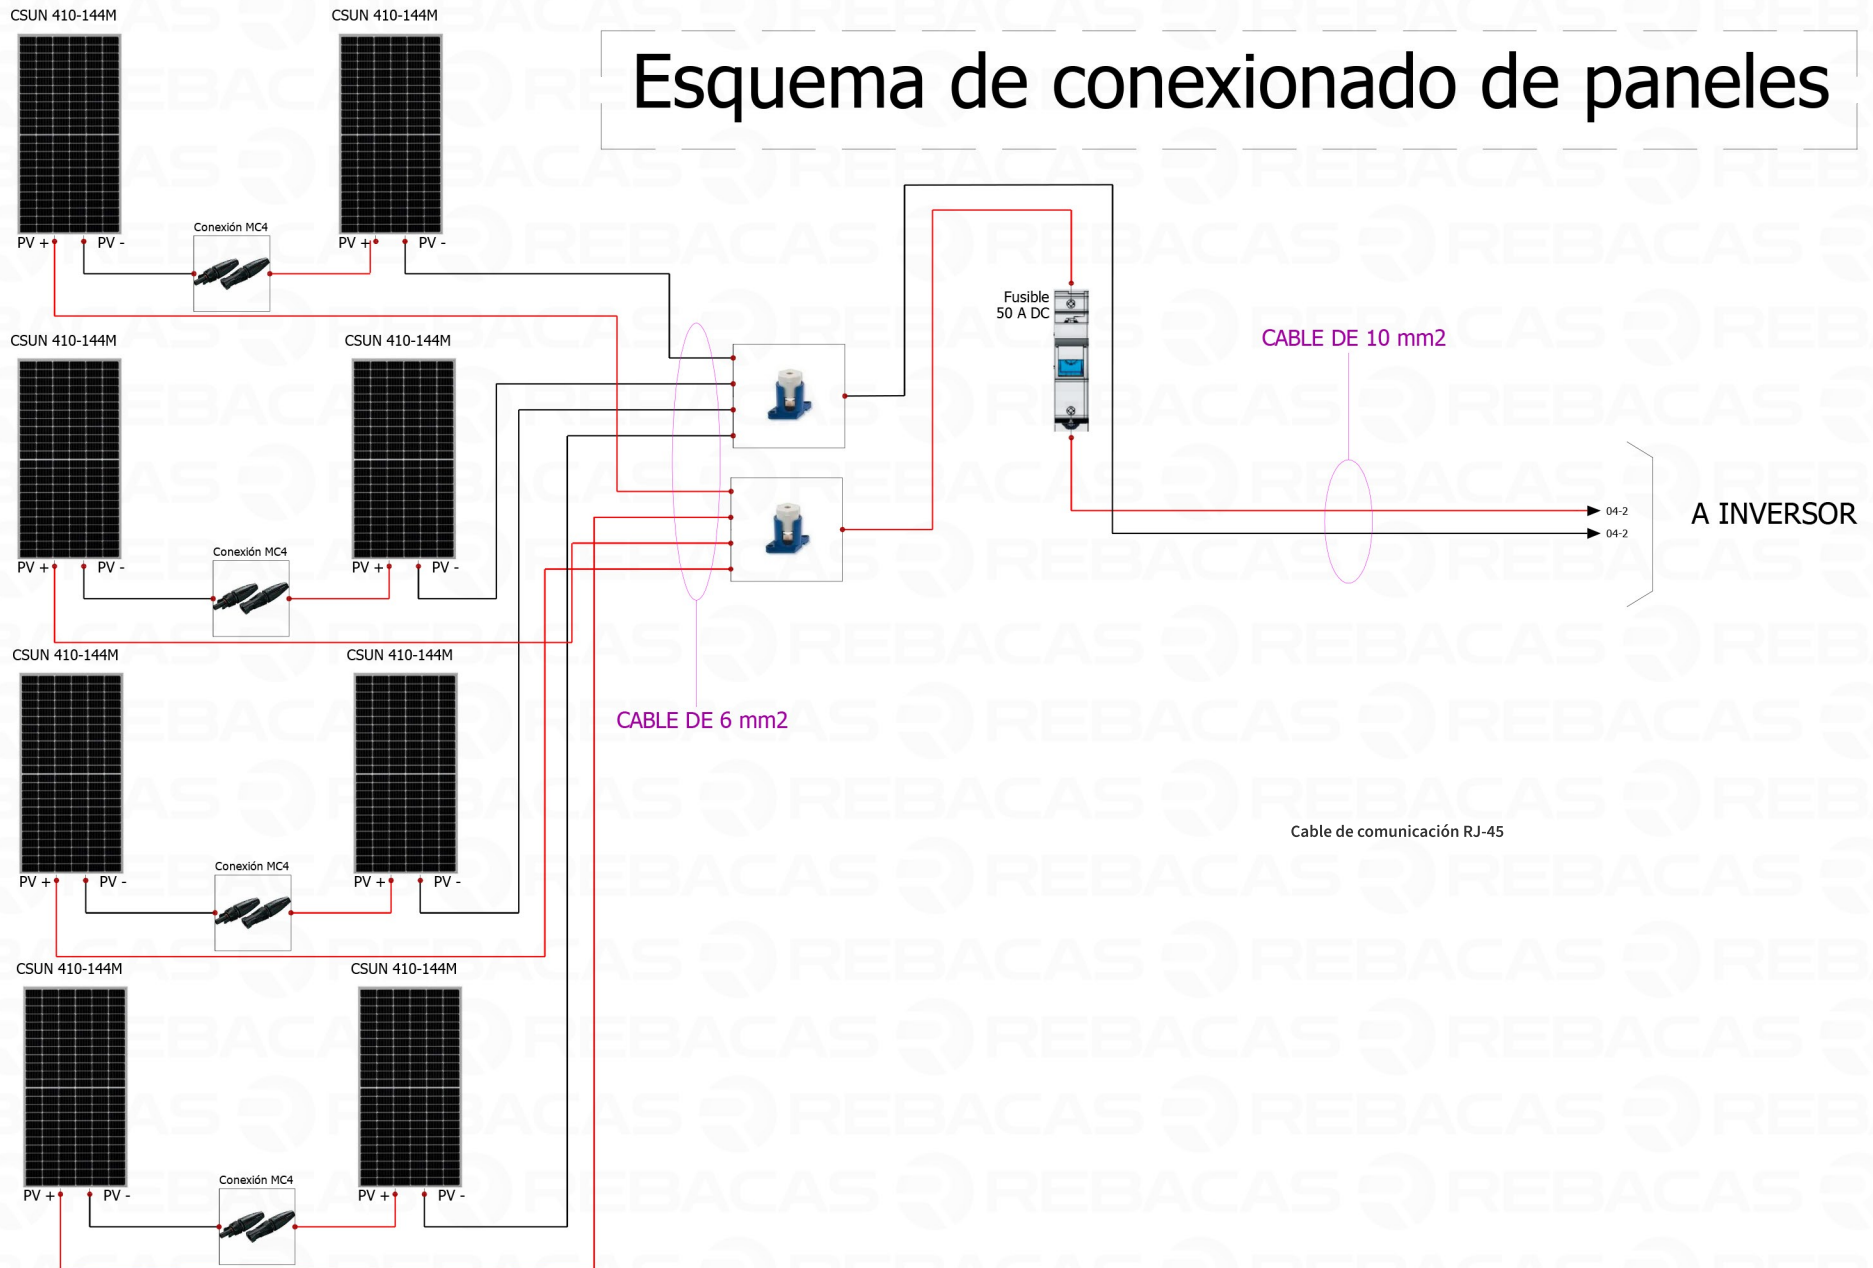 CSUN 410-144M
CSUN 410-144M
Esquema de conexionado de paneles
PV +
PV -
Conexión MC4
PV +
PV -
Fusible
50 A DC
CABLE DE 10 mm2
CSUN 410-144M
CSUN 410-144M
04-2
04-2
A INVERSOR
PV +
PV -
Conexión MC4
PV +
PV -
CSUN 410-144M
CSUN 410-144M
CABLE DE 6 mm2
Cable de comunicación RJ-45
PV +
PV -
Conexión MC4
PV +
PV -
CSUN 410-144M
CSUN 410-144M
PV +
PV -
Conexión MC4
PV +
PV -
REBACAS